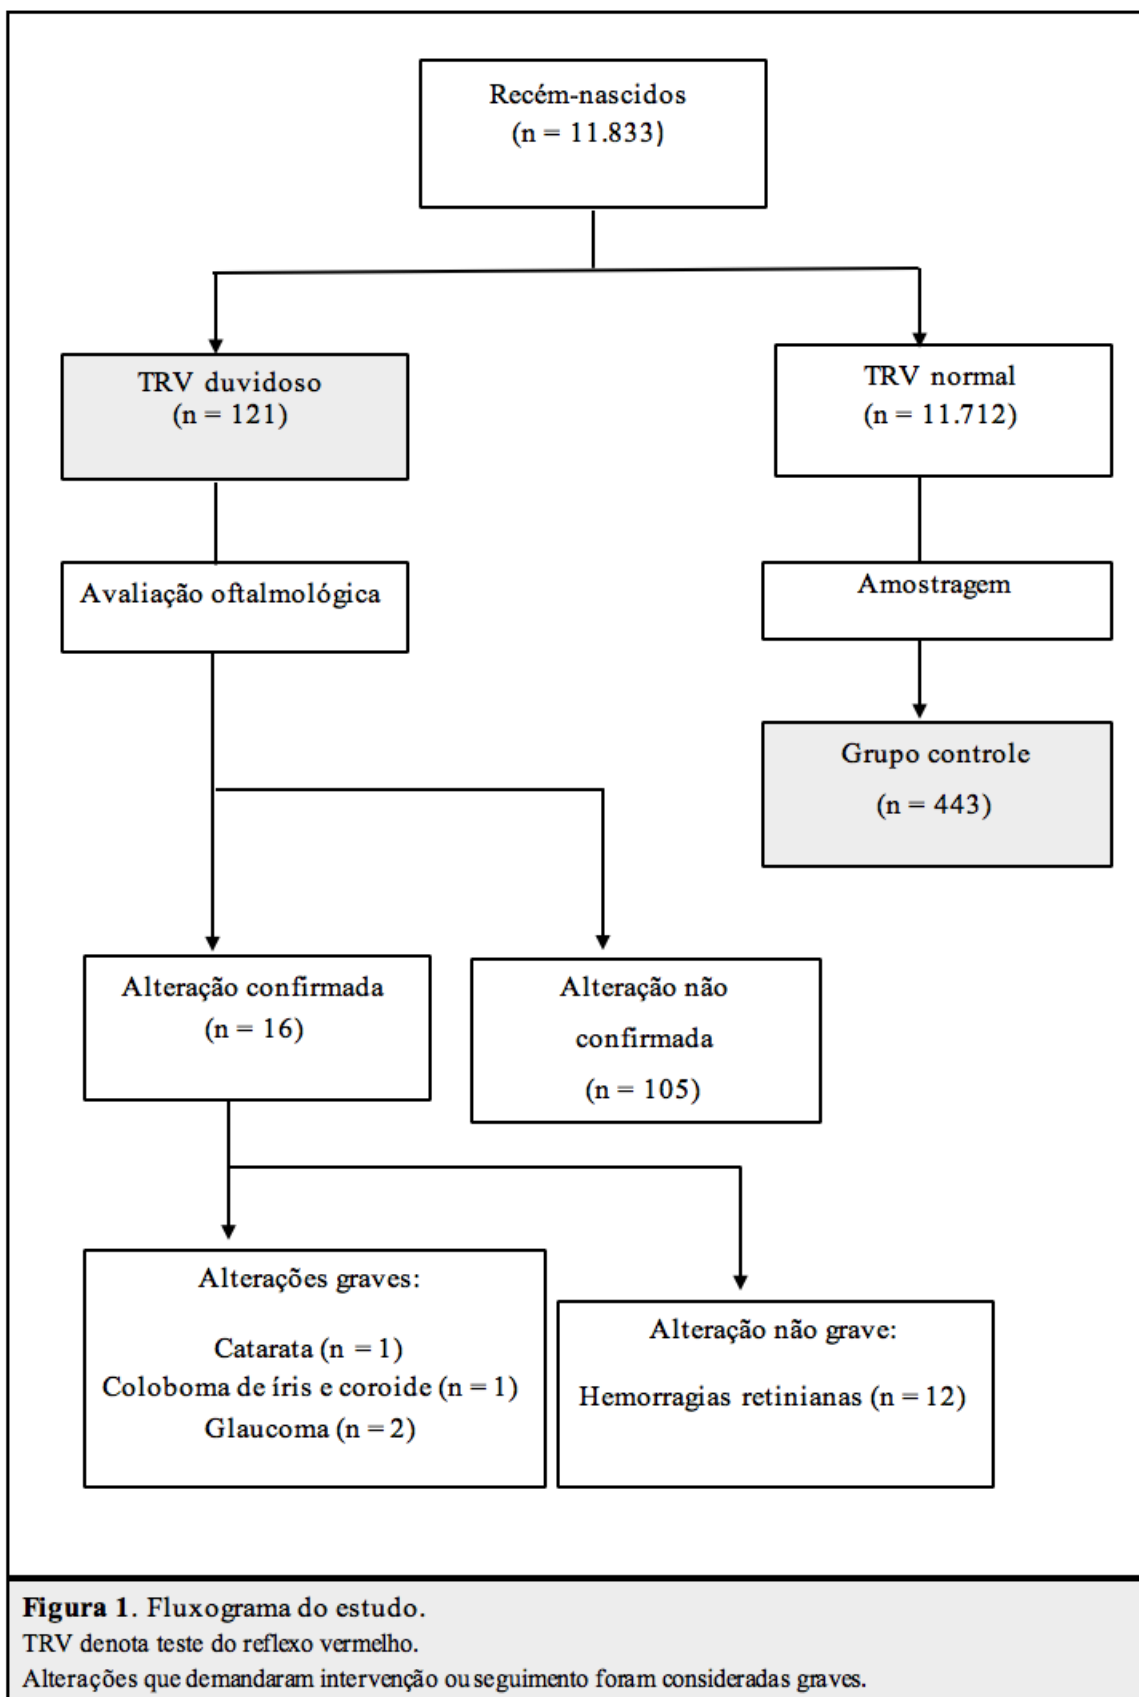 Recém-nascidos
(n = 11.833)
TRV duvidoso
(n = 121)
TRV normal
(n = 11.712)
Avaliação oftalmológica
Amostragem
Grupo controle
(n = 443)
Alteração confirmada
(n = 16)
Alteração não
confirmada
(n = 105)
Alterações graves:
Catarata (n = 1)
Coloboma de íris e coroide (n = 1)
Glaucoma (n = 2)
Alteração não grave:
Hemorragias retinianas (n = 12)
Figura 1. Fluxograma do estudo.
TRV denota teste do reflexo vermelho.
Alterações que demandaram intervenção ou seguimento foram consideradas graves.